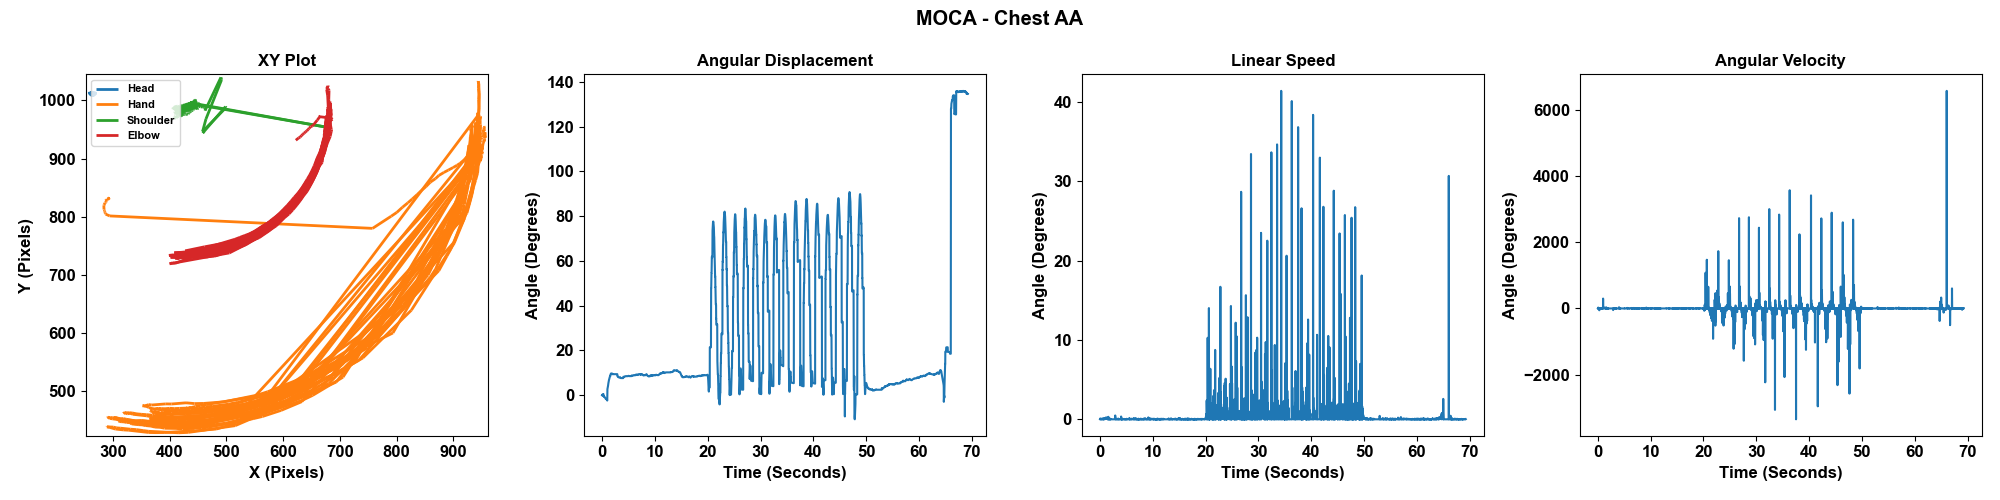 MOCA - Chest AA
XY Plot
Head
Hand
Shoulder
Elbow
Y (Pixels)
1000
900
800
700
600
500
300 400 500 600 700 800 900
X (Pixels)
Angular Displacement
Angle (Degrees)
140
120
100
80
60
40
20
0
0 10 20 30 40 50 60 70
Time (Seconds)
Linear Speed
Angle (Degrees)
40
30
20
10
0
0 10 20 30 40 50 60 70
Time (Seconds)
Angular Velocity
Angle (Degrees)
6000
4000
2000
0
−2000
0 10 20 30 40 50 60 70
Time (Seconds)